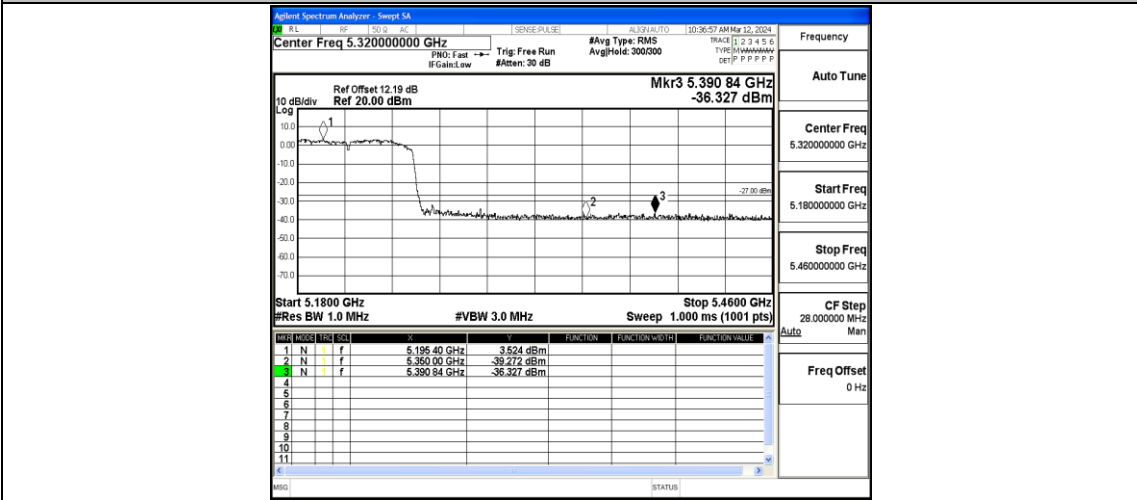 Agilent Spectrum Analyzer - Swept SA
RL RF 50 Ω AC SENSE:PULSE ALIGN AUTO 10:36:57 AM Mar 12, 2024
Center Freq 5.320000000 GHz
PNO: Fast
IFGain:Low
Trig: Free Run
#Atten: 30 dB
#Avg Type: RMS
Avg|Hold: 300/300
TRACE 1 2 3 4 5 6
TYPE M
DET P P P P P P
Frequency
Auto Tune
Center Freq
5.320000000 GHz
Start Freq
5.180000000 GHz
Stop Freq
5.460000000 GHz
CF Step
28.000000 MHz
Auto Man
Freq Offset
0 Hz
Mkr3 5.390 84 GHz
-36.327 dBm
Ref Offset 12.19 dB
10 dB/div Ref 20.00 dBm
Log
10.0
0.00
-10.0
-20.0
-30.0
-40.0
-50.0
-60.0
-70.0
1
2
3
-27.00 dBm
Start 5.1800 GHz Stop 5.4600 GHz
#Res BW 1.0 MHz #VBW 3.0 MHz Sweep 1.000 ms (1001 pts)
MKR MODE TRC SCL X Y FUNCTION FUNCTION WIDTH FUNCTION VALUE
1 N 1 f 5.195 40 GHz 3.524 dBm
2 N 1 f 5.350 00 GHz -39.272 dBm
3 N 1 f 5.390 84 GHz -36.327 dBm
4
5
6
7
8
9
10
11
MSG STATUS